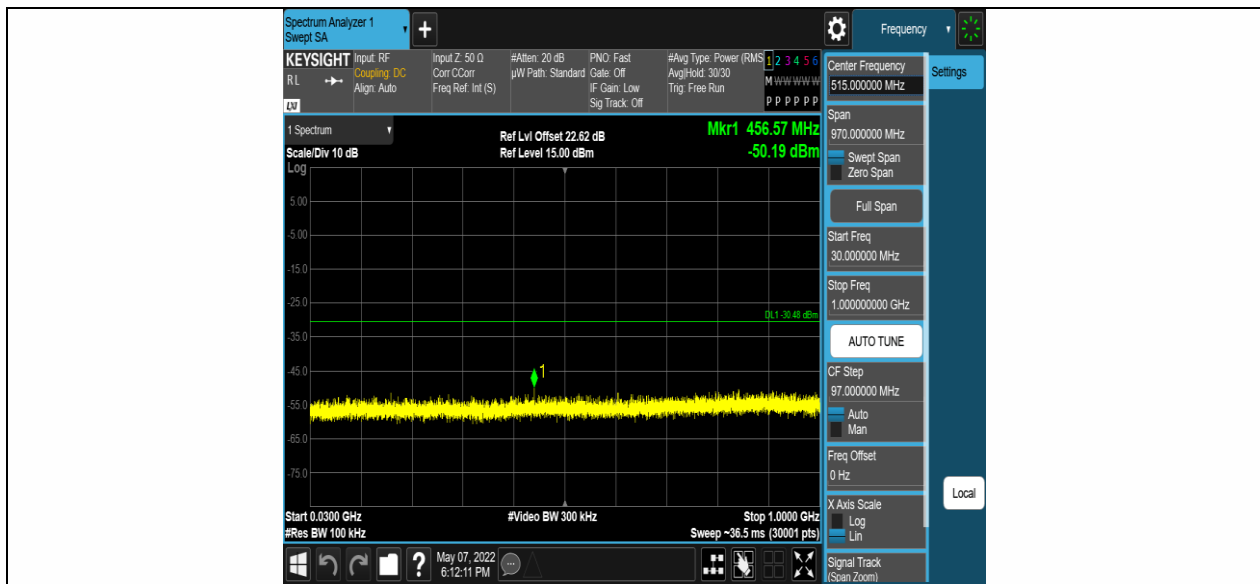 Spectrum Analyzer 1
Swept SA
+
Frequency
KEYSIGHT
RL
LXI
Input: RF
Coupling: DC
Align: Auto
Input Z: 50 Ω
Corr CCorr
Freq Ref: Int (S)
#Atten: 20 dB
µW Path: Standard
PNO: Fast
Gate: Off
IF Gain: Low
Sig Track: Off
#Avg Type: Power (RMS
Avg|Hold: 30/30
Trig: Free Run
1 2 3 4 5 6
M W W W W W
P P P P P P
1 Spectrum
Scale/Div 10 dB
Ref Lvl Offset 22.62 dB
Ref Level 15.00 dBm
Mkr1 456.57 MHz
-50.19 dBm
Log
5.00
-5.00
-15.0
-25.0
DL1 -30.48 dBm
-35.0
-45.0
1
-55.0
-65.0
-75.0
Start 0.0300 GHz
#Video BW 300 kHz
Stop 1.0000 GHz
#Res BW 100 kHz
Sweep ~36.5 ms (30001 pts)
?
May 07, 2022
6:12:11 PM
Center Frequency
515.000000 MHz
Settings
Span
970.000000 MHz
Swept Span
Zero Span
Full Span
Start Freq
30.000000 MHz
Stop Freq
1.000000000 GHz
AUTO TUNE
CF Step
97.000000 MHz
Auto
Man
Freq Offset
0 Hz
Local
X Axis Scale
Log
Lin
Signal Track
(Span Zoom)